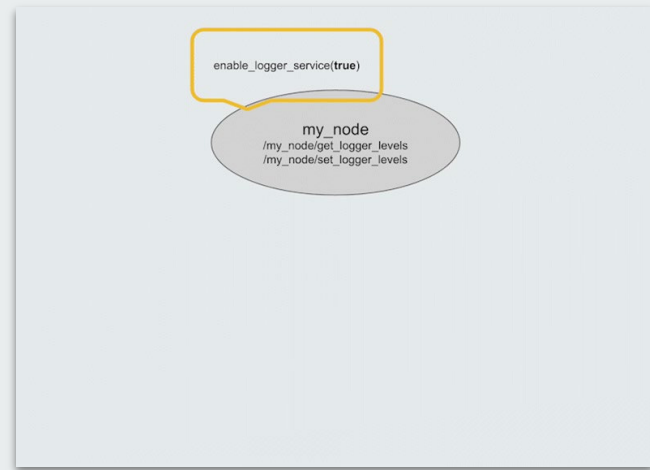 enable_logger_service(true)
my_node
/my_node/get_logger_levels
/my_node/set_logger_levels